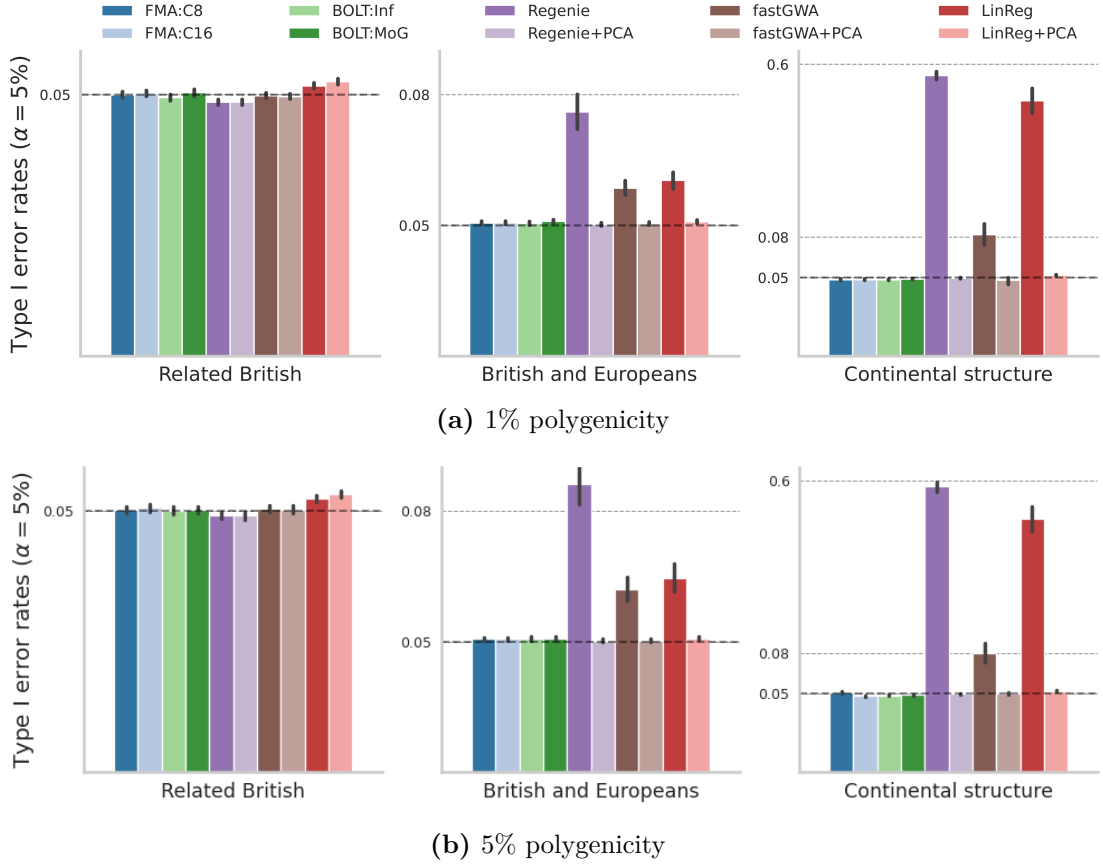 FMA:C8 BOLT:Inf Regenie fastGWA LinReg
FMA:C16 BOLT:MoG Regenie+PCA fastGWA+PCA LinReg+PCA
Type I error rates (α = 5%)
0.05
Related British
0.08
0.05
British and Europeans
0.6
0.08
0.05
Continental structure
(a) 1% polygenicity
Type I error rates (α = 5%)
0.05
Related British
0.08
0.05
British and Europeans
0.6
0.08
0.05
Continental structure
(b) 5% polygenicity